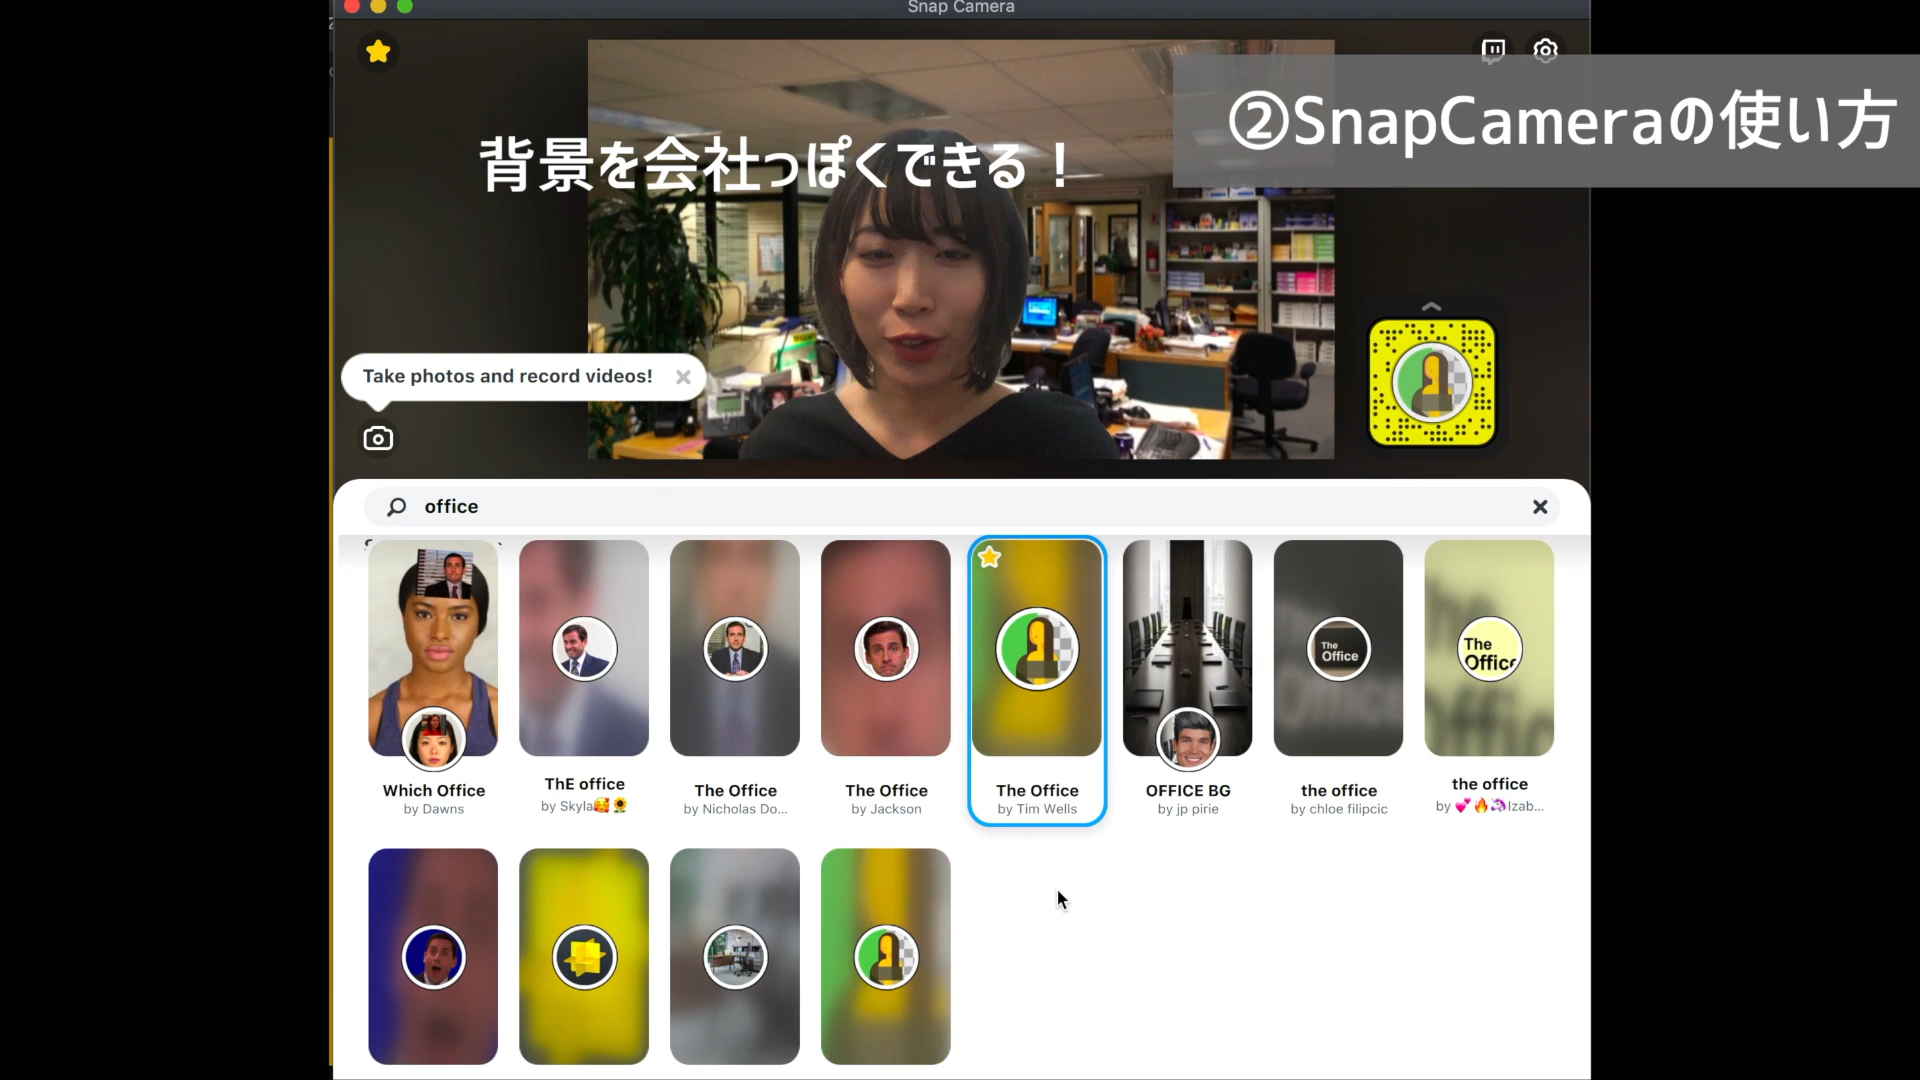 Snap Camera
②SnapCameraの使い方
背景を会社っぽくできる！
Take photos and record videos!
office
Which Office
by Dawns
ThE office
by Skyla🥰🌻
The Office
by Nicholas Do...
The Office
by Jackson
The Office
by Tim Wells
OFFICE BG
by jp pirie
The
Office
the office
by chloe filipcic
The
Office
the office
by 💕🔥🦄Izab...